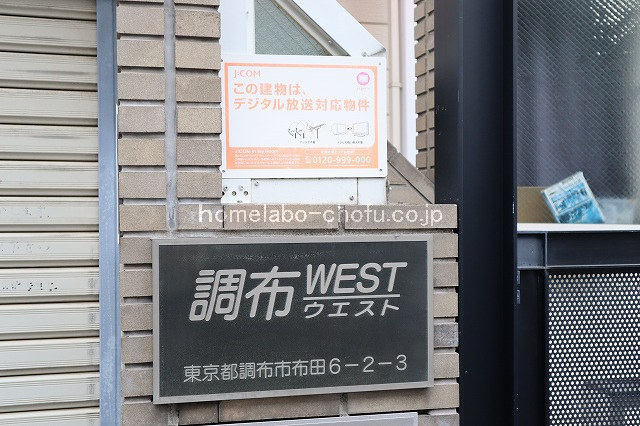 J:COM
この建物は、
デジタル放送対応物件
0120-999-000
homelabo-chofu.co.jp
調布WEST
ウエスト
東京都調布市布田6-2-3